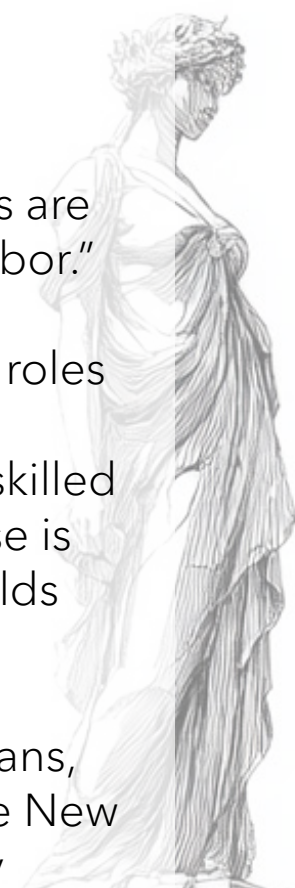 s are
bor.”
roles
skilled
se is
lds
ans,
e New